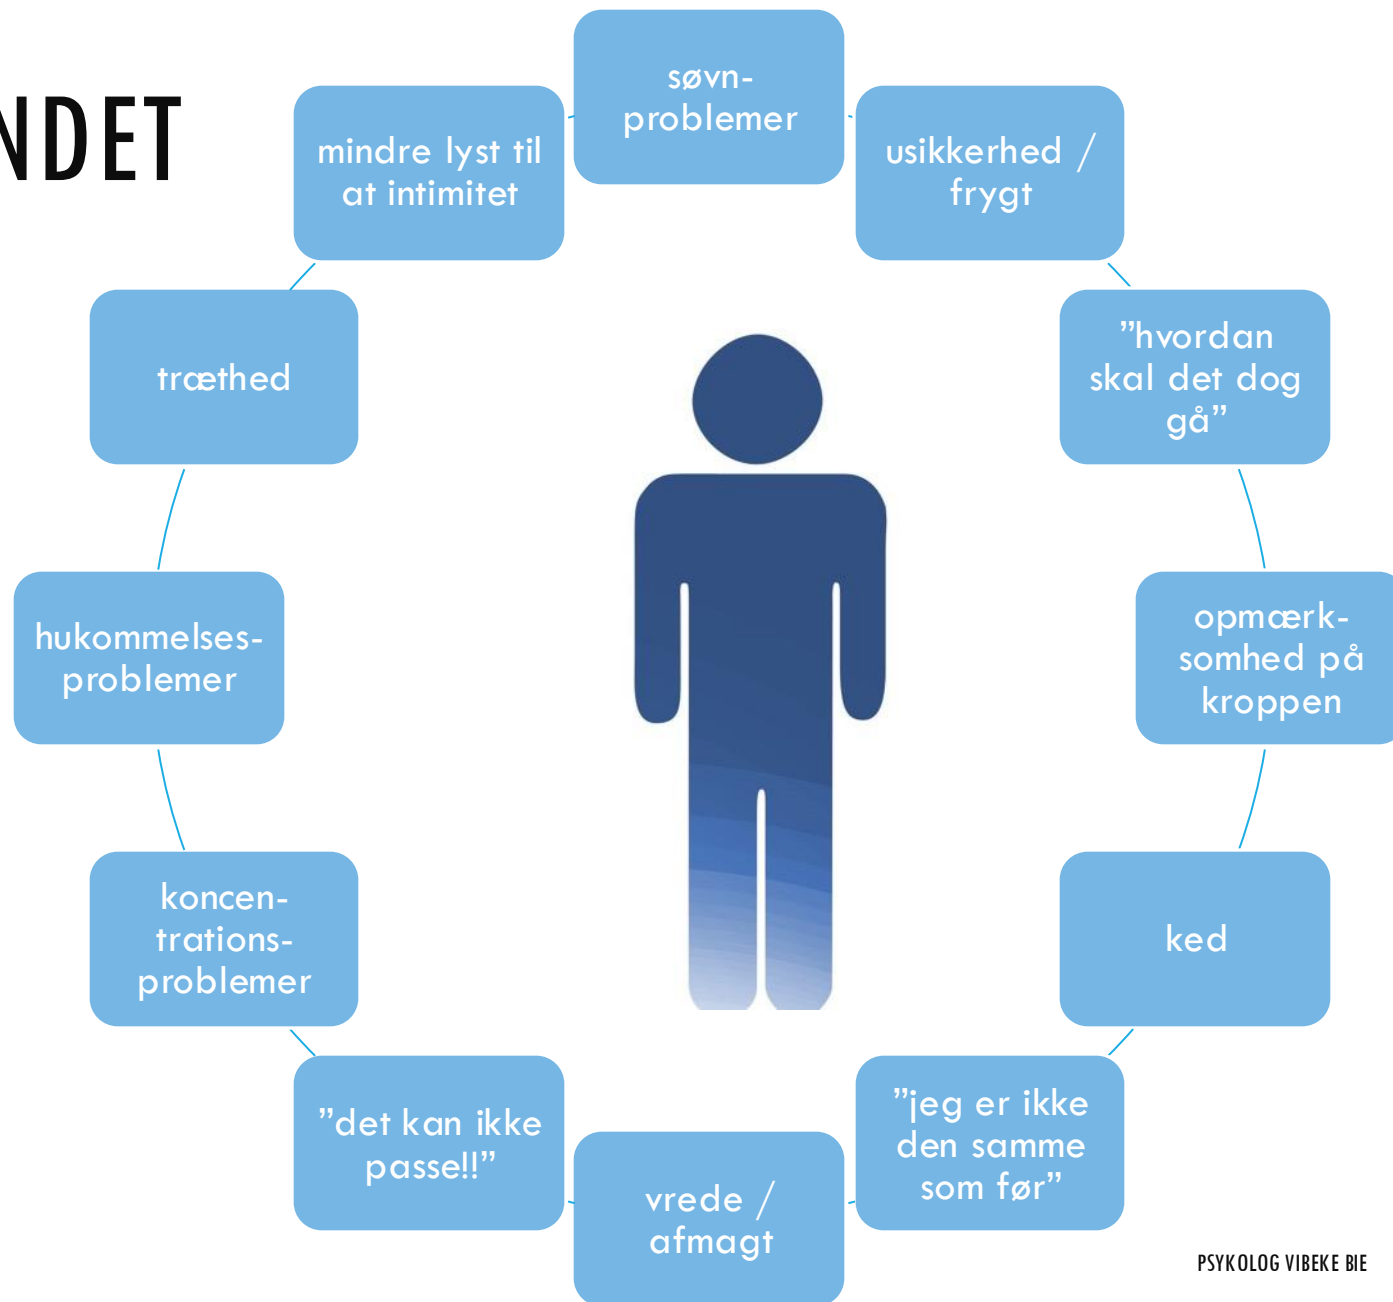 NDET
søvn-
problemer
usikkerhed /
frygt
”hvordan
skal det dog
gå”
opmærk-
somhed på
kroppen
ked
”jeg er ikke
den samme
som før”
vrede /
afmagt
”det kan ikke
passe!!”
koncen-
trations-
problemer
hukommelses-
problemer
træthed
mindre lyst til
at intimitet
PSYKOLOG VIBEKE BIE